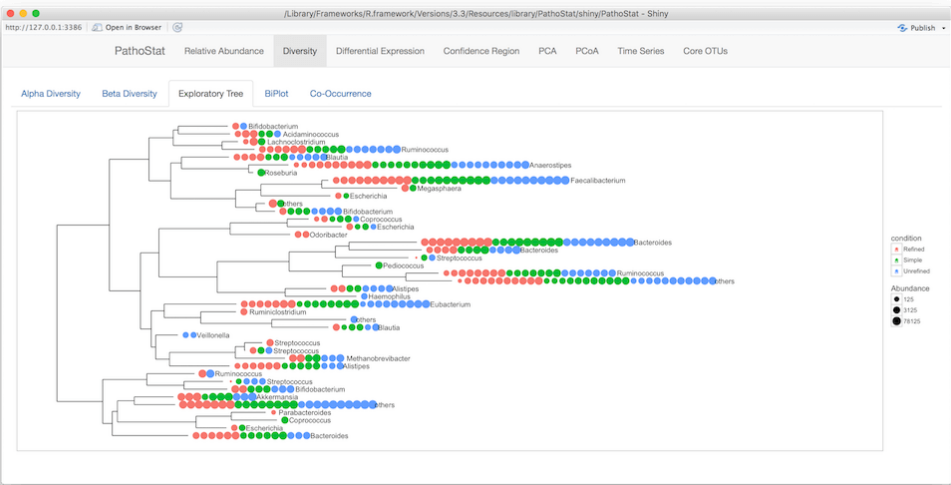 /Library/Frameworks/R.framework/Versions/3.3/Resources/library/PathoStat/shiny/PathoStat - Shiny
http://127.0.0.1:3386 Open in Browser Publish
PathoStat Relative Abundance Diversity Differential Expression Confidence Region PCA PCoA Time Series Core OTUs
Alpha Diversity Beta Diversity Exploratory Tree BiPlot Co-Occurrence
Bifidobacterium
Acidaminococcus
Lachnoclostridium
Ruminococcus
Blautia
Anaerostipes
Roseburia
Faecalibacterium
Megasphaera
Escherichia
others
Bifidobacterium
Coprococcus
Escherichia
Odoribacter
Bacteroides
Bacteroides
Streptococcus
Pediococcus
Ruminococcus
others
Alistipes
Haemophilus
Eubacterium
Ruminiclostridium
others
Blautia
Veillonella
Streptococcus
Streptococcus
Methanobrevibacter
Alistipes
Ruminococcus
Streptococcus
Bifidobacterium
Akkermansia
others
Parabacteroides
Coprococcus
Escherichia
Bacteroides
condition
Refined
Simple
Unrefined
Abundance
125
3125
78125